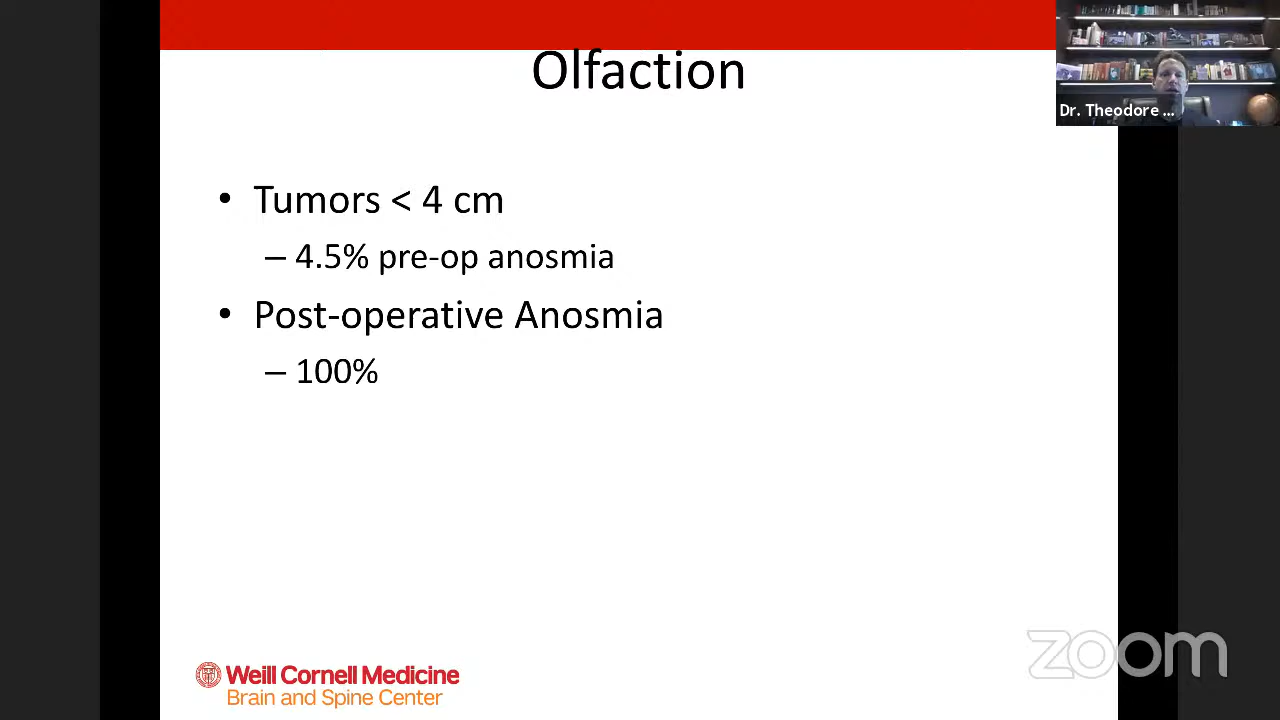 Olfaction
Dr. Theodore ...
• Tumors < 4 cm
– 4.5% pre-op anosmia
• Post-operative Anosmia
– 100%
zoom
Weill Cornell Medicine
Brain and Spine Center